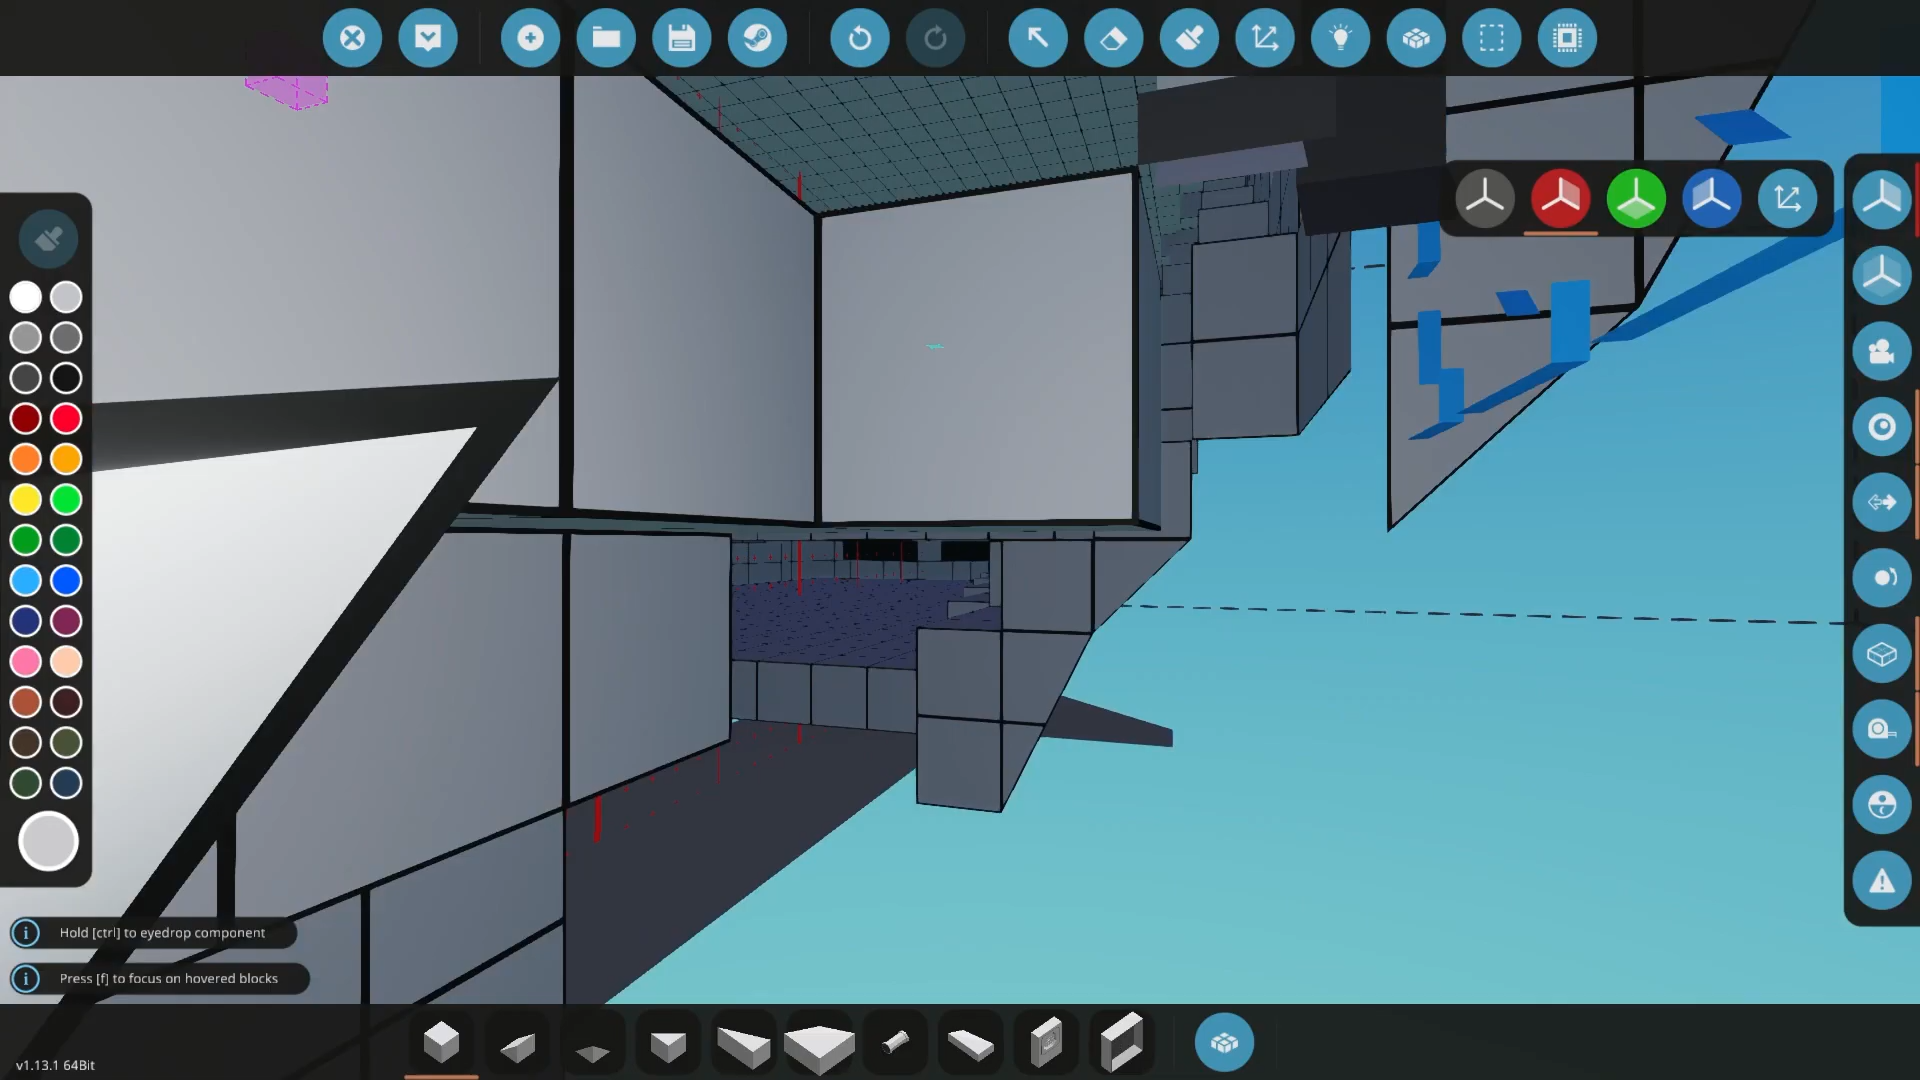 Hold [ctrl] to eyedrop component
Press [f] to focus on hovered blocks
v1.13.1 64Bit